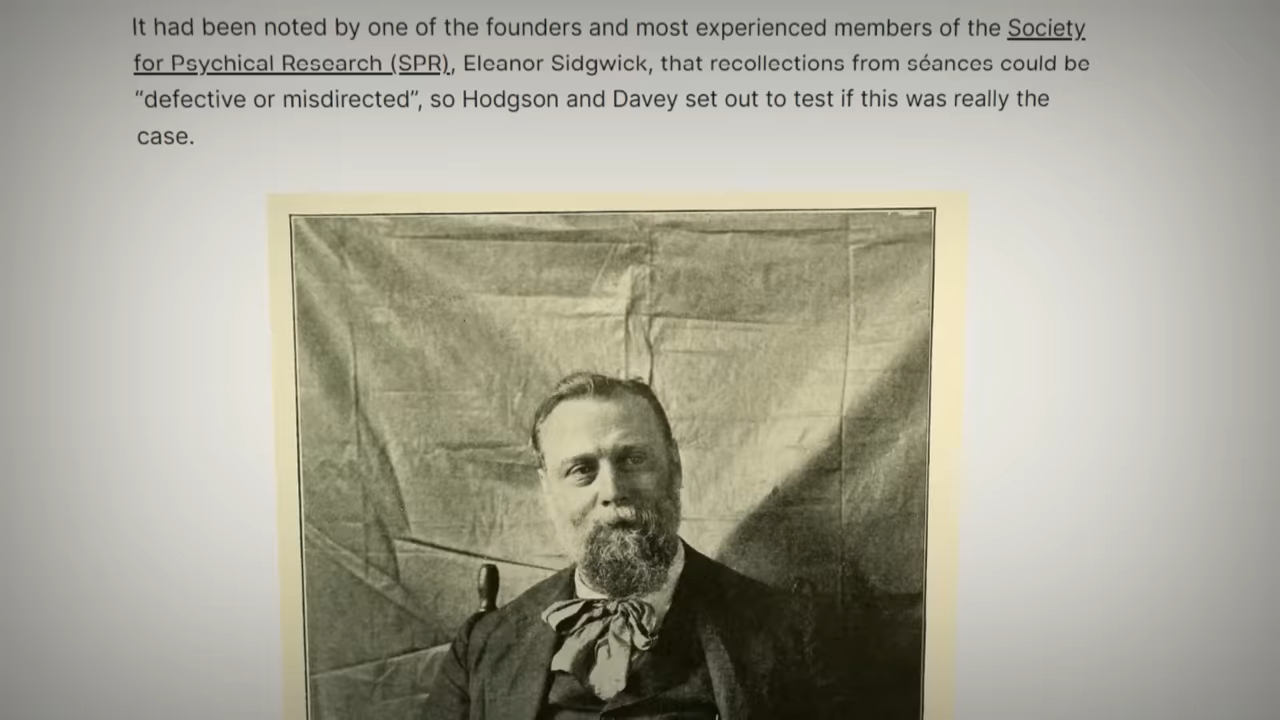 It had been noted by one of the founders and most experienced members of the Society
for Psychical Research (SPR), Eleanor Sidgwick, that recollections from séances could be
“defective or misdirected”, so Hodgson and Davey set out to test if this was really the
case.